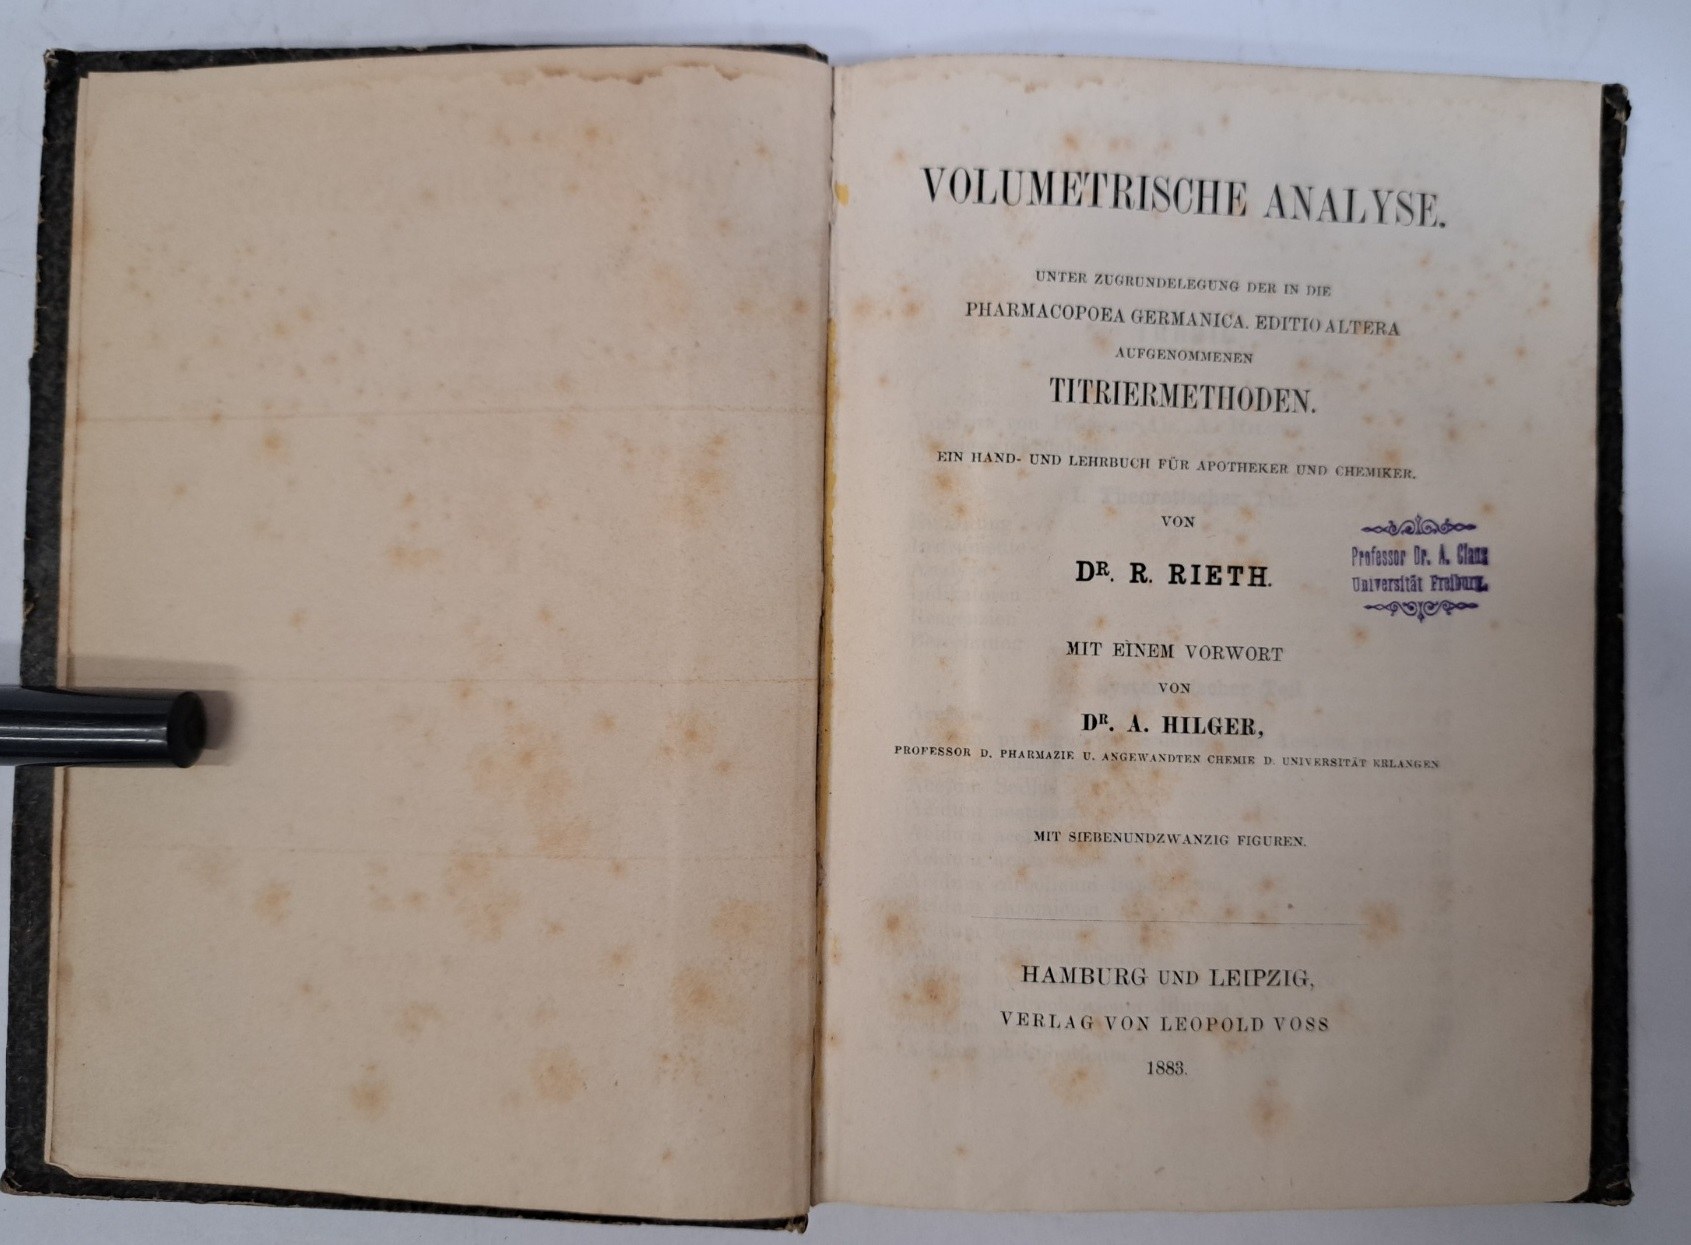 VOLUMETRISCHE ANALYSE.
UNTER ZUGRUNDELEGUNG DER IN DIE
PHARMACOPOEA GERMANICA. EDITIO ALTERA
AUFGENOMMENEN
TITRIERMETHODEN.
EIN HAND- UND LEHRBUCH FÜR APOTHEKER UND CHEMIKER.
VON
DR. R. RIETH.
Professor Dr. A. Claus
Universität Freiburg.
MIT EINEM VORWORT
VON
DR. A. HILGER,
PROFESSOR D. PHARMAZIE U. ANGEWANDTEN CHEMIE D. UNIVERSITÄT ERLANGEN
MIT SIEBENUNDZWANZIG FIGUREN.
HAMBURG UND LEIPZIG,
VERLAG VON LEOPOLD VOSS
1883.